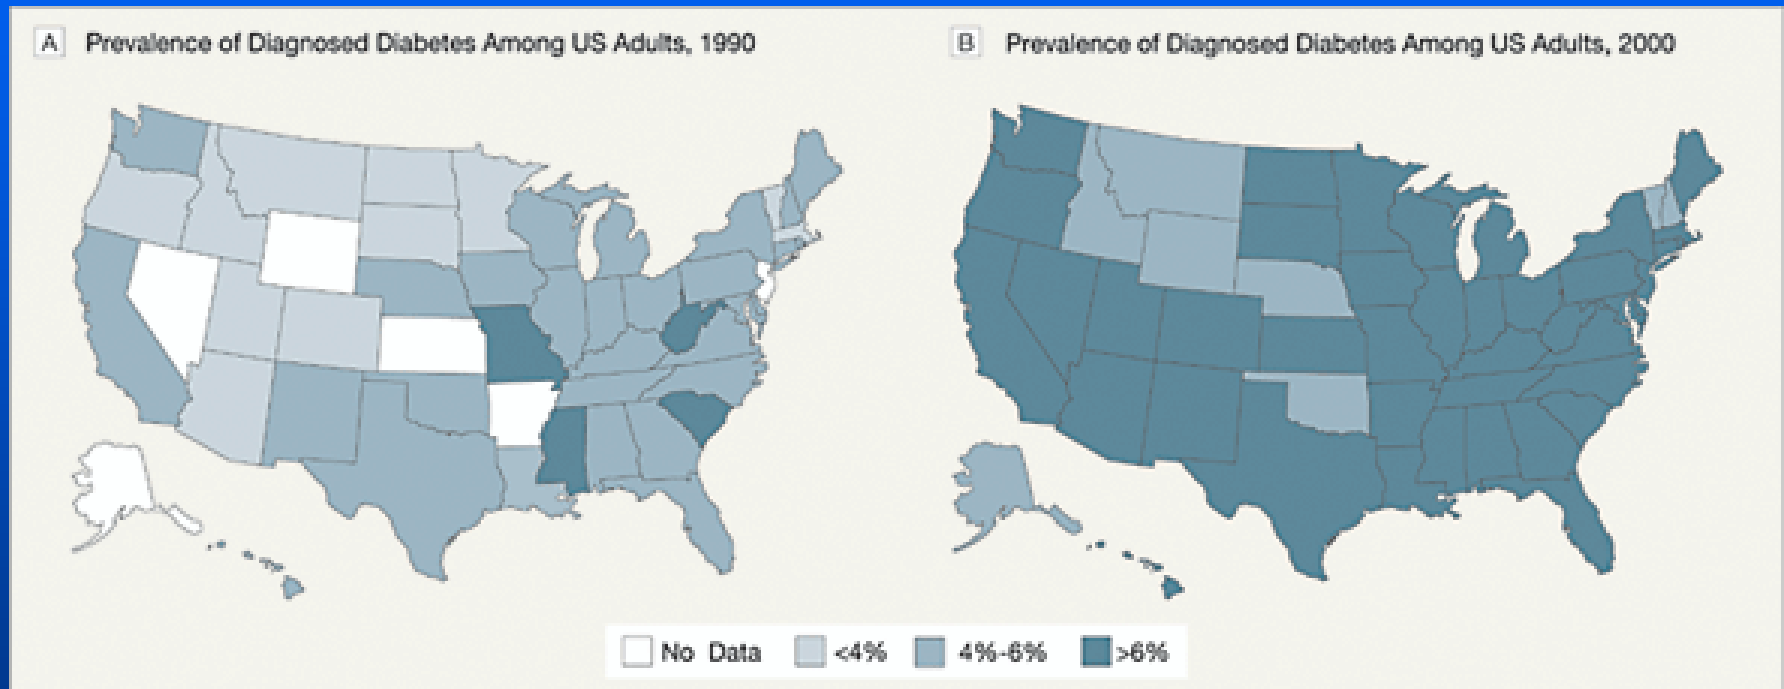 A Prevalence of Diagnosed Diabetes Among US Adults, 1990
B Prevalence of Diagnosed Diabetes Among US Adults, 2000
No Data <4% 4%-6% >6%